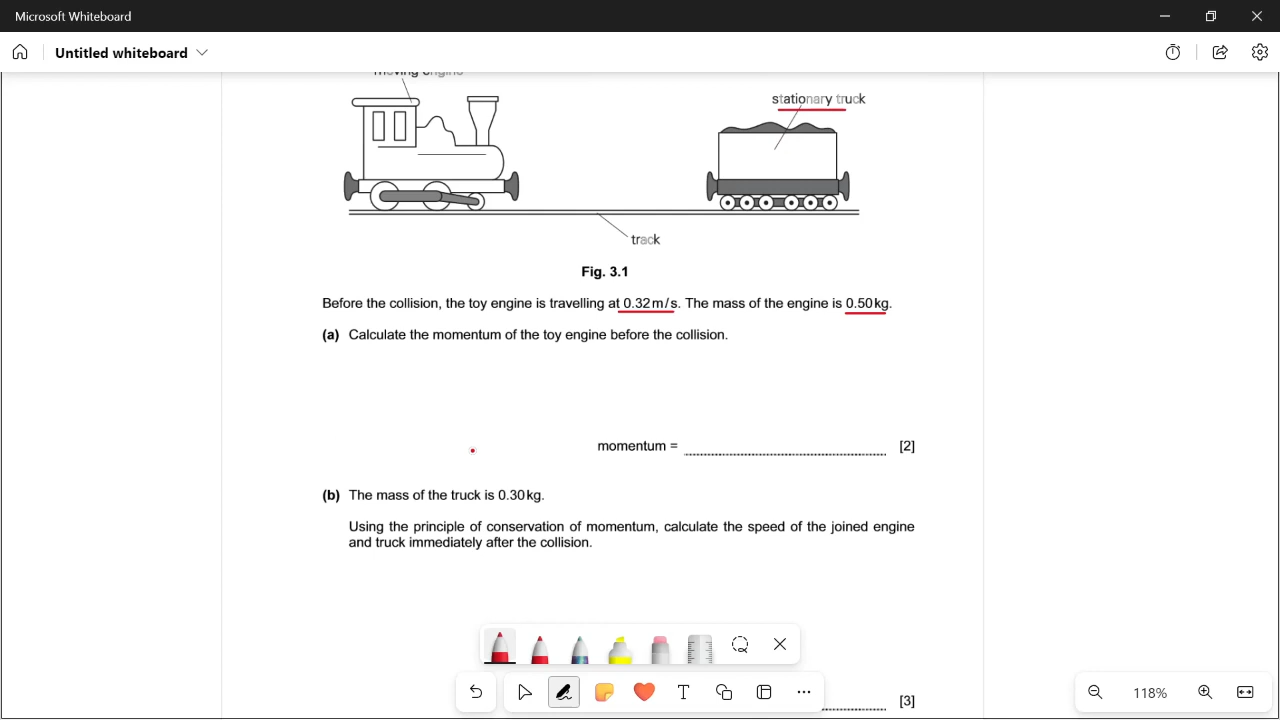 Microsoft Whiteboard
Untitled whiteboard
moving engine
stationary truck
track
Fig. 3.1
Before the collision, the toy engine is travelling at 0.32 m/s. The mass of the engine is 0.50 kg.
(a) Calculate the momentum of the toy engine before the collision.
momentum = ................................................ [2]
(b) The mass of the truck is 0.30 kg.
Using the principle of conservation of momentum, calculate the speed of the joined engine
and truck immediately after the collision.
[3]
118%